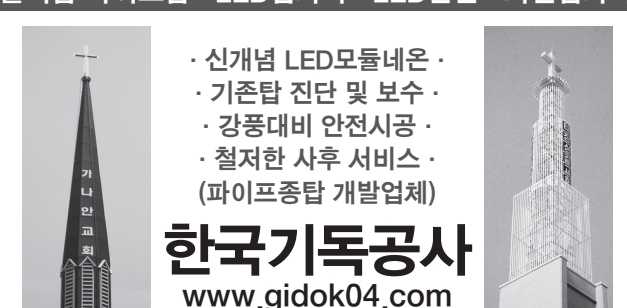 · 신개념 LED모듈네온 ·
· 기존탑 진단 및 보수 ·
· 강풍대비 안전시공 ·
· 철저한 사후 서비스 ·
(파이프종탑 개발업체)
가나안교회
한국기독공사
www.gidok04.com